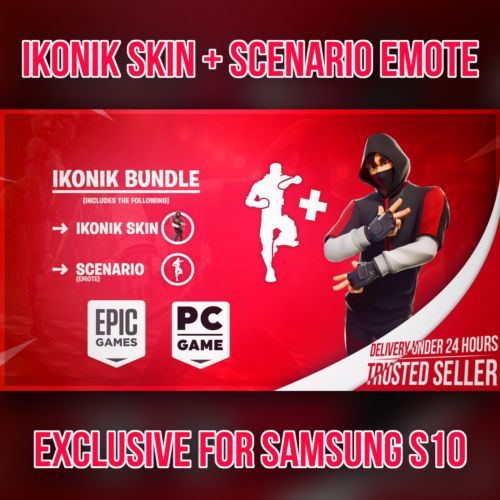 IKONIK SKIN + SCENARIO EMOTE
IKONIK BUNDLE
(INCLUDES THE FOLLOWING)
→ IKONIK SKIN
→ SCENARIO
(EMOTE)
+
EPIC
GAMES
PC
GAME
DELIVERY UNDER 24 HOURS
TRUSTED SELLER
EXCLUSIVE FOR SAMSUNG S10